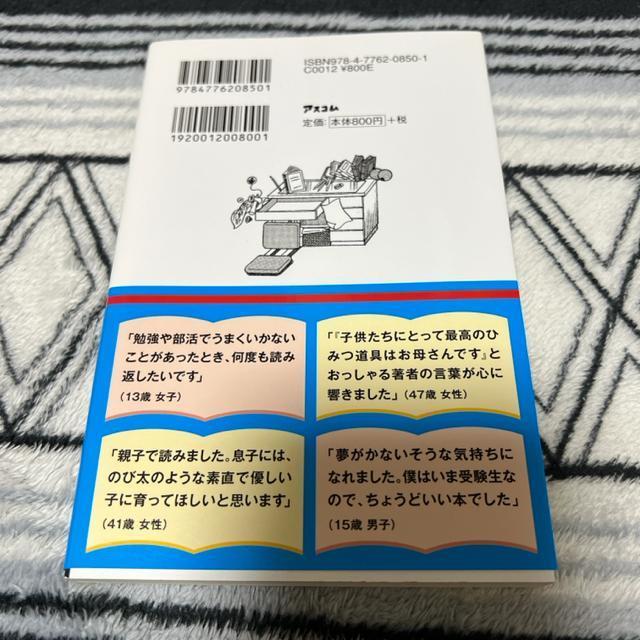 ISBN978-4-7762-0850-1
C0012 ¥800E
9784776208501
アスコム
定価: 本体800円 +税
1920012008001
「勉強や部活でうまくいかない
ことがあったとき、何度も読み
返したいです」
(13歳 女子)
「『子供たちにとって最高のひ
みつ道具はお母さんです』と
おっしゃる著者の言葉が心に
響きました」(47歳 女性)
「親子で読みました。息子には、
のび太のような素直で優しい
子に育ってほしいと思います」
(41歳 女性)
「夢がかないそうな気持ちに
なれました。僕はいま受験生な
ので、ちょうどいい本でした」
(15歳 男子)